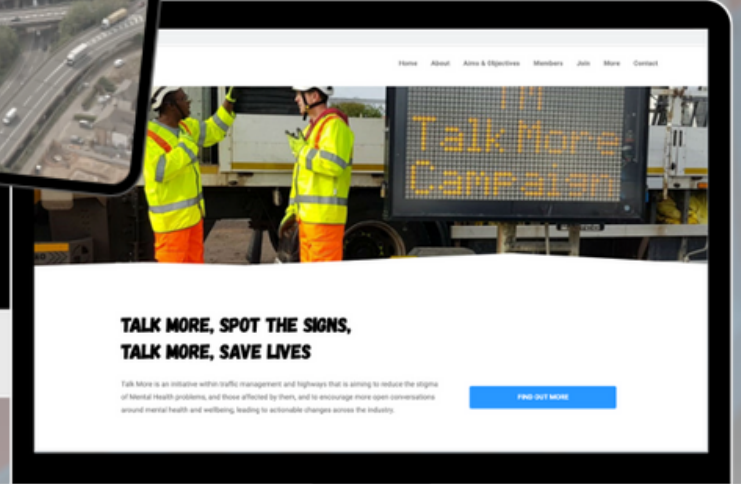 Home About Aims & Objectives Members Join More Contact
TM
Talk More
Campaign
TALK MORE, SPOT THE SIGNS,
TALK MORE, SAVE LIVES
Talk More is an initiative within traffic management and highways that is aiming to reduce the stigma
of Mental Health problems, and those affected by them, and to encourage more open conversations
around mental health and wellbeing, leading to actionable changes across the industry.
FIND OUT MORE